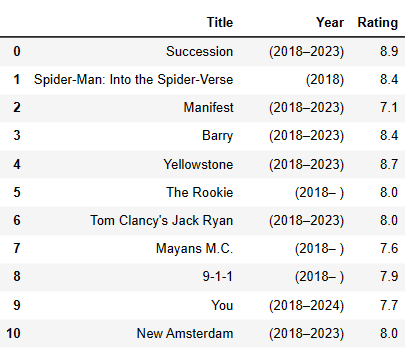 Title Year Rating
0 Succession (2018–2023) 8.9
1 Spider-Man: Into the Spider-Verse (2018) 8.4
2 Manifest (2018–2023) 7.1
3 Barry (2018–2023) 8.4
4 Yellowstone (2018–2023) 8.7
5 The Rookie (2018– ) 8.0
6 Tom Clancy's Jack Ryan (2018–2023) 8.0
7 Mayans M.C. (2018– ) 7.6
8 9-1-1 (2018– ) 7.9
9 You (2018–2024) 7.7
10 New Amsterdam (2018–2023) 8.0